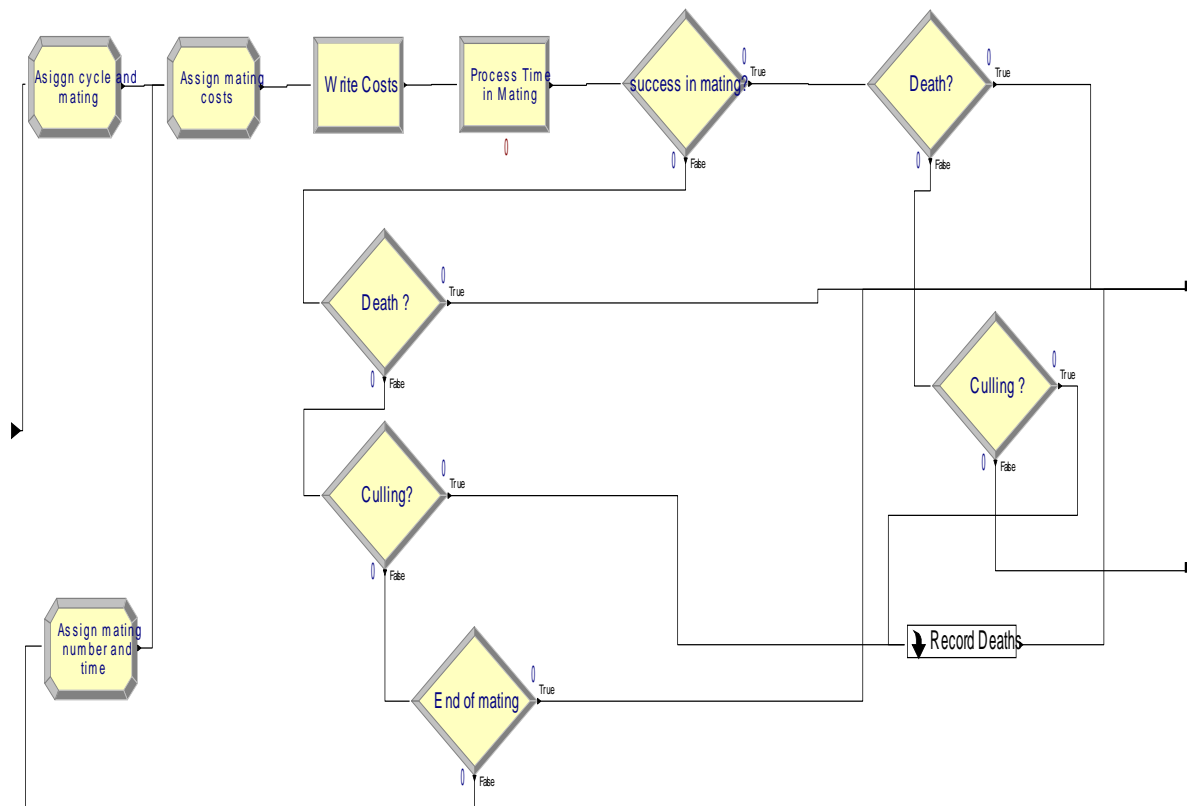 Asiggn cycle and
mating
Assign mating
costs
Write Costs
Process Time
in Mating
0
success in mating?
0
True
0
False
Death?
0
True
0
False
Death ?
0
True
0
False
Culling ?
0
True
0
False
Culling?
0
True
0
False
Assign mating
number and
time
Record Deaths
End of mating
0
True
0
False